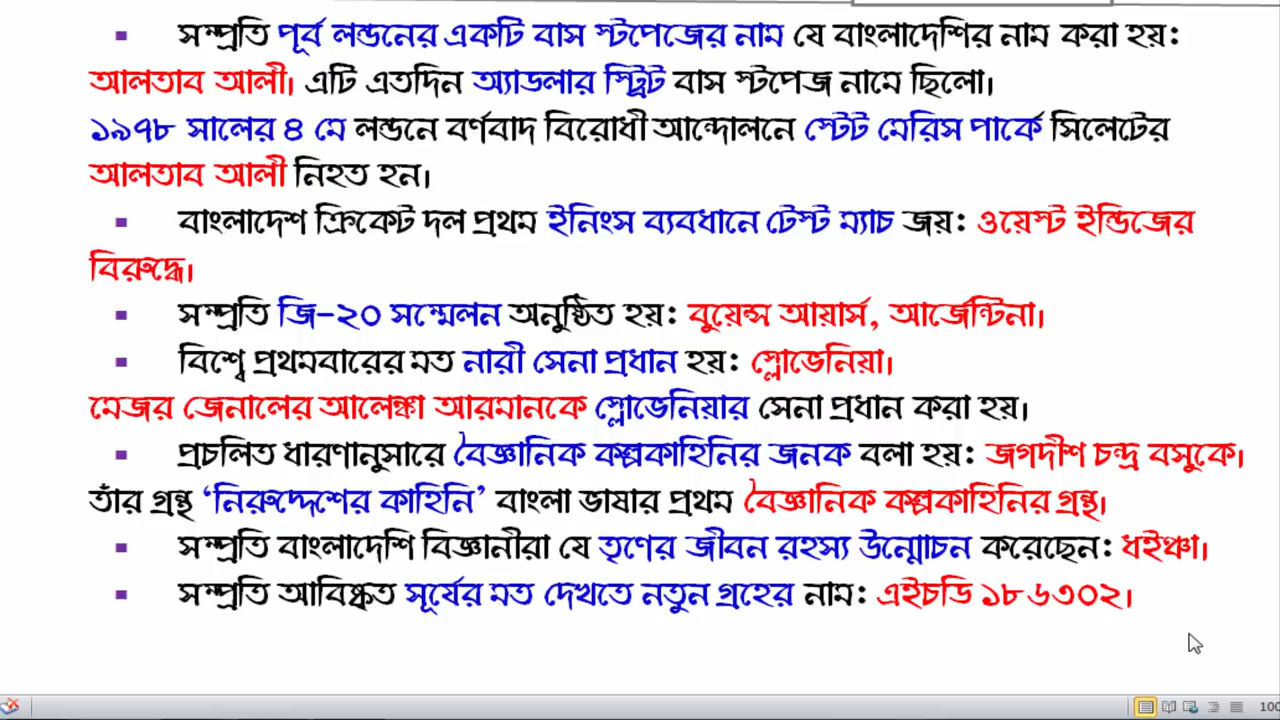 ▪ সম্প্রতি পূর্ব লন্ডনের একটি বাস স্টপেজের নাম যে বাংলাদেশির নাম করা হয়:
আলতাব আলী। এটি এতদিন অ্যাডলার স্ট্রিট বাস স্টপেজ নামে ছিলো।
১৯৭৮ সালের ৪ মে লন্ডনে বর্ণবাদ বিরোধী আন্দোলনে স্টেট মেরিস পার্কে সিলেটের
আলতাব আলী নিহত হন।
▪ বাংলাদেশ ক্রিকেট দল প্রথম ইনিংস ব্যবধানে টেস্ট ম্যাচ জয়: ওয়েস্ট ইন্ডিজের
বিরুদ্ধে।
▪ সম্প্রতি জি-২০ সম্মেলন অনুষ্ঠিত হয়: বুয়েন্স আয়ার্স, আর্জেন্টিনা।
▪ বিশ্বে প্রথমবারের মত নারী সেনা প্রধান হয়: স্লোভেনিয়া।
মেজর জেনালের আলেঙ্কা আরমানকে স্লোভেনিয়ার সেনা প্রধান করা হয়।
▪ প্রচলিত ধারণানুসারে বৈজ্ঞানিক কল্পকাহিনির জনক বলা হয়: জগদীশ চন্দ্র বসুকে।
তাঁর গ্রন্থ ‘নিরুদ্দেশের কাহিনি’ বাংলা ভাষার প্রথম বৈজ্ঞানিক কল্পকাহিনির গ্রন্থ।
▪ সম্প্রতি বাংলাদেশি বিজ্ঞানীরা যে তৃণের জীবন রহস্য উন্মোচন করেছেন: ধইঞ্চা।
▪ সম্প্রতি আবিষ্কৃত সূর্যের মত দেখতে নতুন গ্রহের নাম: এইচডি ১৮৬৩০২।
100